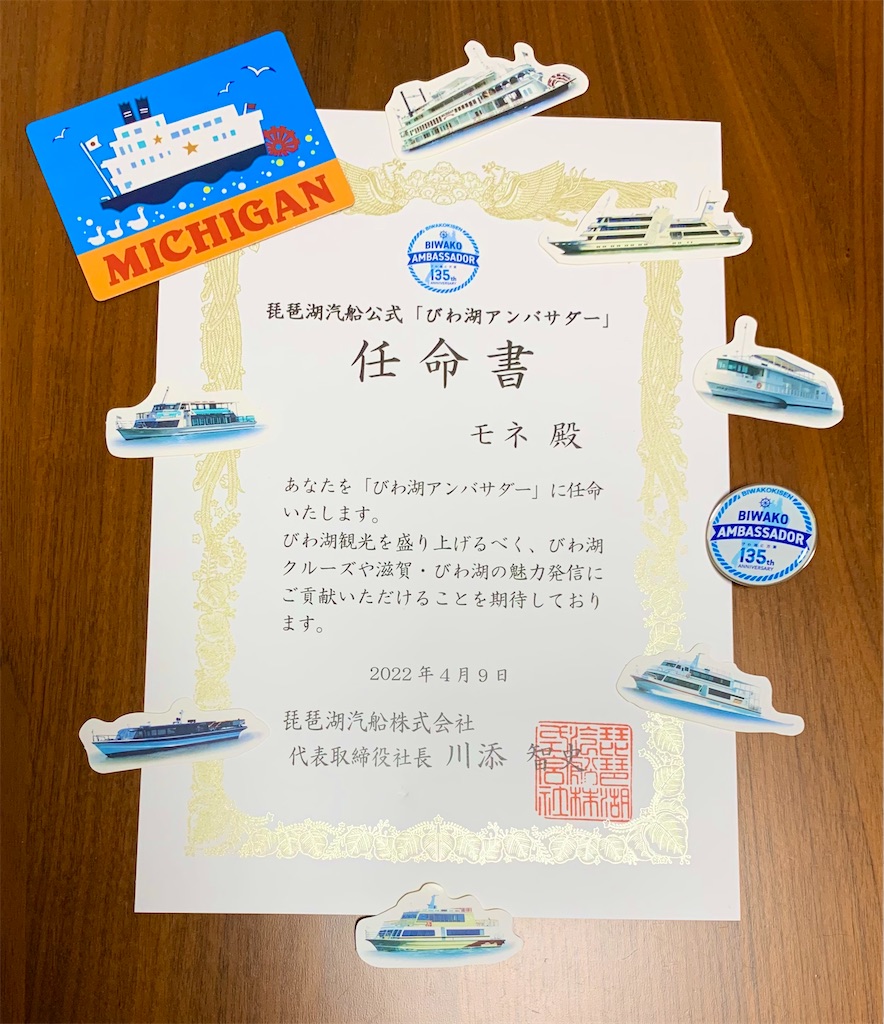 MICHIGAN
BIWAKOKISEN
BIWAKO
AMBASSADOR
135th
ANNIVERSARY
琵琶湖汽船公式「びわ湖アンバサダー」
任命書
モネ 殿
あなたを「びわ湖アンバサダー」に任命
いたします。
びわ湖観光を盛り上げるべく、びわ湖
クルーズや滋賀・びわ湖の魅力発信に
ご貢献いただけることを期待しており
ます。
2022年4月9日
琵琶湖汽船株式会社
代表取締役社長 川添 智史
BIWAKOKISEN
BIWAKO
AMBASSADOR
135th
ANNIVERSARY